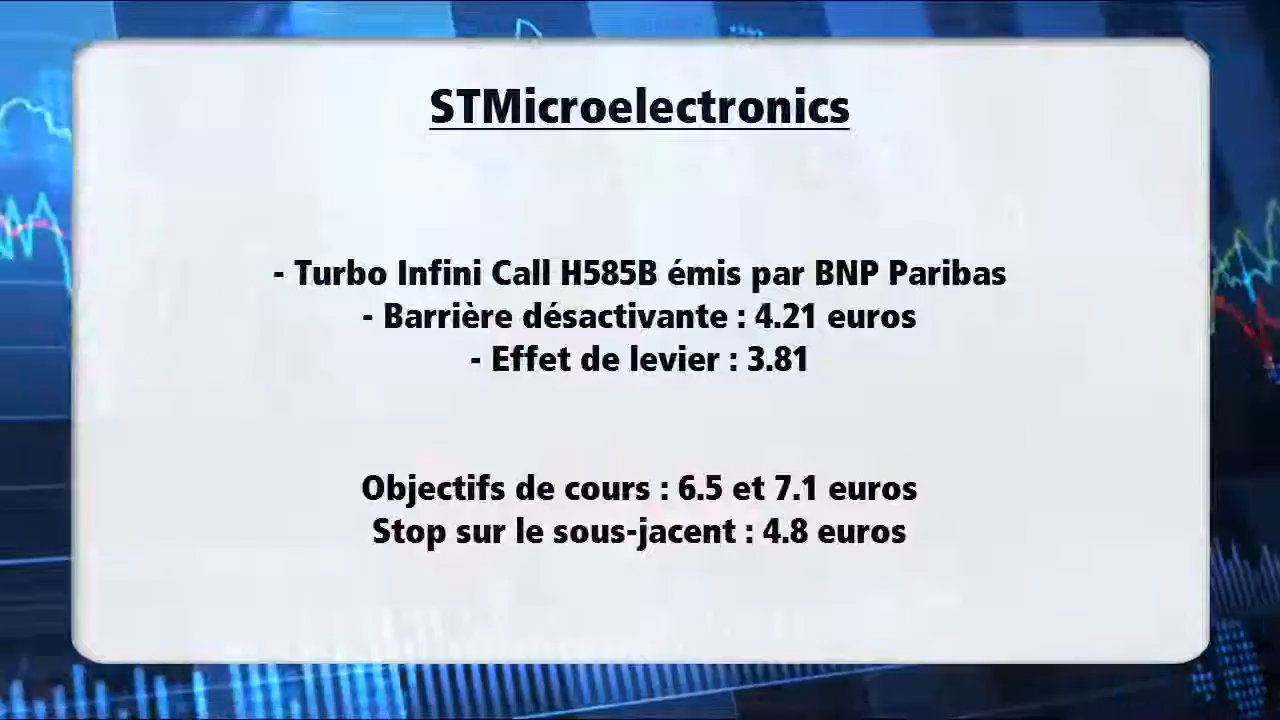 STMicroelectronics
- Turbo Infini Call H585B émis par BNP Paribas
- Barrière désactivante : 4.21 euros
- Effet de levier : 3.81
Objectifs de cours : 6.5 et 7.1 euros
Stop sur le sous-jacent : 4.8 euros